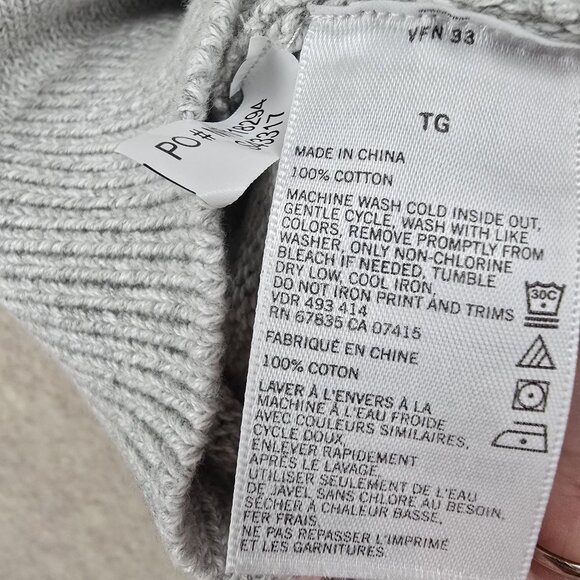 VFN 93
TG
MADE IN CHINA
100% COTTON
MACHINE WASH COLD INSIDE OUT,
GENTLE CYCLE, WASH WITH LIKE
COLORS, REMOVE PROMPTLY FROM
WASHER, ONLY NON-CHLORINE
BLEACH IF NEEDED, TUMBLE
DRY LOW, COOL IRON,
DO NOT IRON PRINT AND TRIMS
VDR 493 414
RN 67835 CA 07415
30C
FABRIQUÉ EN CHINE
100% COTON
LAVER À L'ENVERS À LA
MACHINE À L'EAU FROIDE
AVEC COULEURS SIMILAIRES,
CYCLE DOUX,
ENLEVER RAPIDEMENT
APRÈS LE LAVAGE,
UTILISER SEULEMENT DE L'EAU
DE JAVEL SANS CHLORE AU BESOIN,
SÉCHER À CHALEUR BASSE,
FER FRAIS,
NE PAS REPASSER L'IMPRIMÉ
ET LES GARNITURES.
PO#